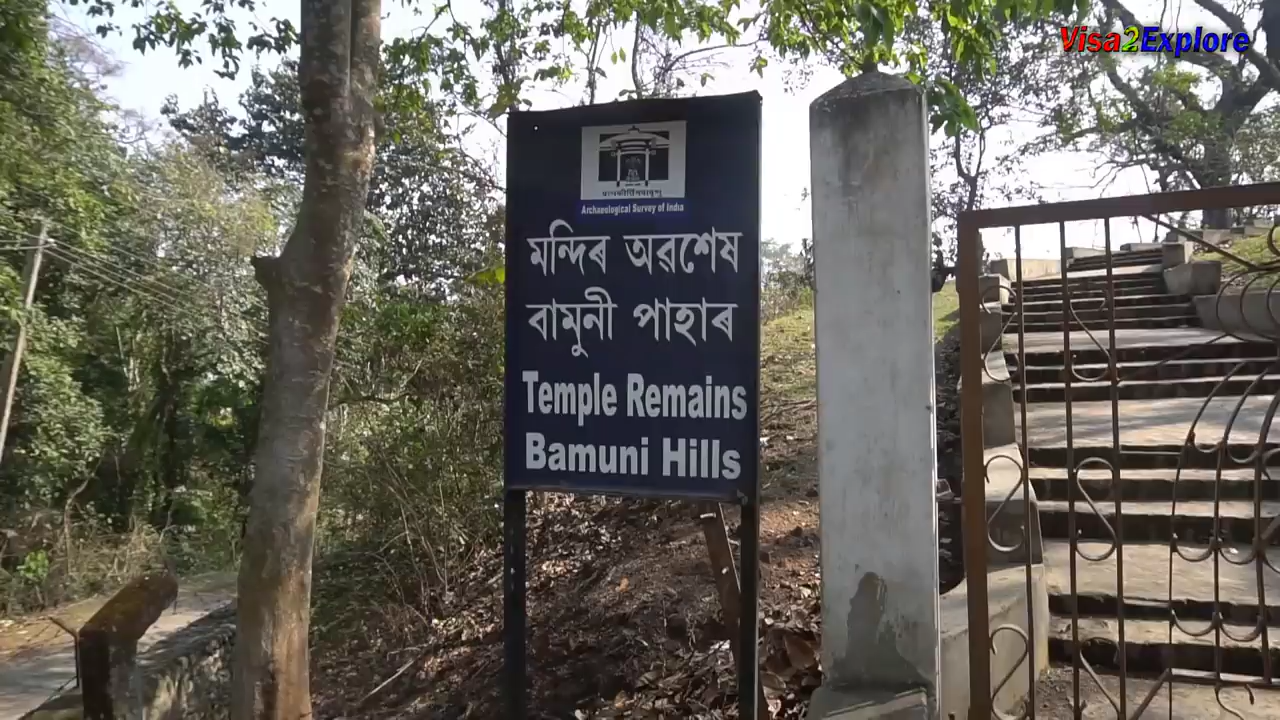 Visa2Explore
Archaeological Survey of India
মন্দিৰ অৱশেষ
বামুনী পাহাৰ
Temple Remains
Bamuni Hills